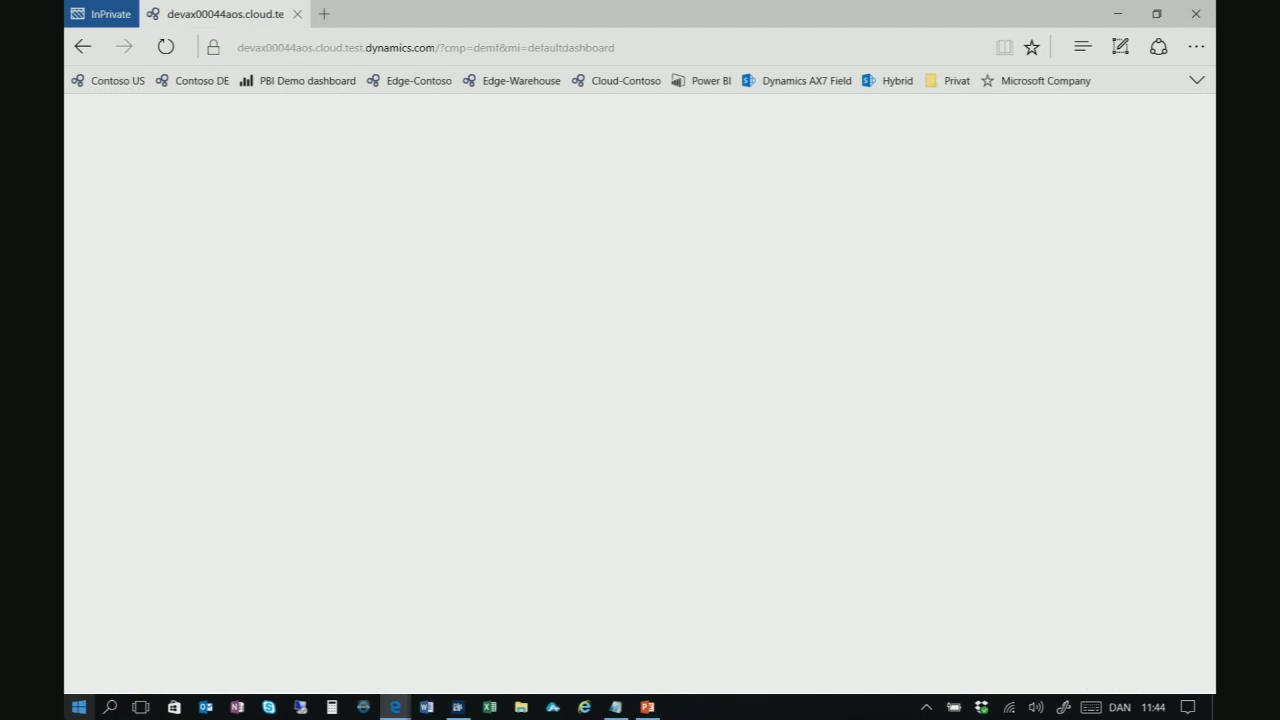 InPrivate
devax00044aos.cloud.te
devax00044aos.cloud.test.dynamics.com/?cmp=demf&mi=defaultdashboard
Contoso US
Contoso DE
PBI Demo dashboard
Edge-Contoso
Edge-Warehouse
Cloud-Contoso
Power BI
Dynamics AX7 Field
Hybrid
Privat
Microsoft Company
DAN
11:44